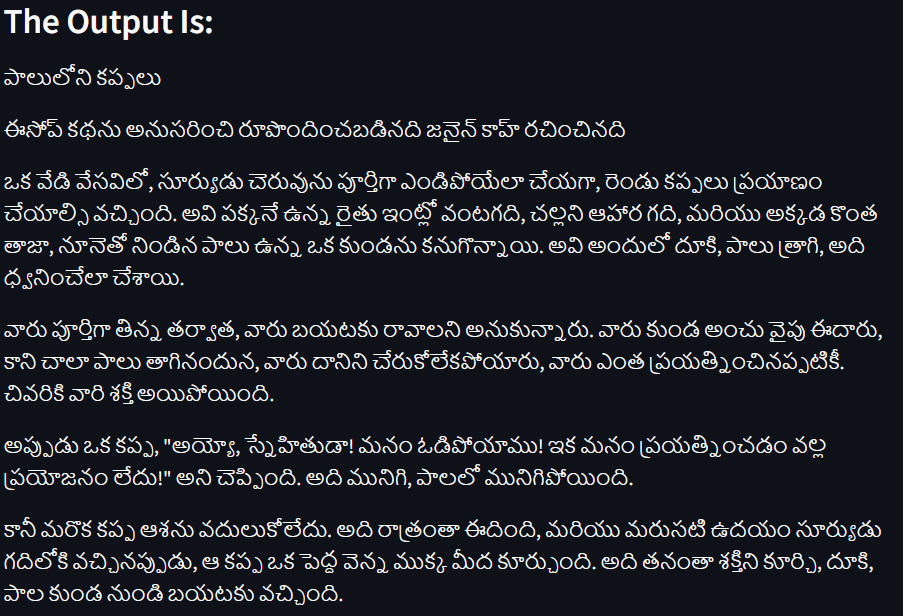 The Output Is:
పాలులోని కప్పలు
ఈసోప్ కథను అనుసరించి రూపొందించబడినది జనైన్ కాహ్ రచించినది
ఒక వేడి వేసవిలో, సూర్యుడు చెరువును పూర్తిగా ఎండిపోయేలా చేయగా, రెండు కప్పలు ప్రయాణం
చేయాల్సి వచ్చింది. అవి పక్కనే ఉన్న రైతు ఇంట్లో వంటగది, చల్లని ఆహార గది, మరియు అక్కడ కొంత
తాజా, నూనెతో నిండిన పాలు ఉన్న ఒక కుండను కనుగొన్నాయి. అవి అందులో దూకి, పాలు త్రాగి, అది
ధ్వనించేలా చేశాయి.
వారు పూర్తిగా తిన్న తర్వాత, వారు బయటకు రావాలని అనుకున్నారు. వారు కుండ అంచు వైపు ఈదారు,
కాని చాలా పాలు తాగినందున, వారు దానిని చేరుకోలేకపోయారు, వారు ఎంత ప్రయత్నించినప్పటికీ.
చివరికి వారి శక్తి అయిపోయింది.
అప్పుడు ఒక కప్ప, "అయ్యో, స్నేహితుడా! మనం ఓడిపోయాము! ఇక మనం ప్రయత్నించడం వల్ల
ప్రయోజనం లేదు!" అని చెప్పింది. అది మునిగి, పాలలో మునిగిపోయింది.
కానీ మరొక కప్ప ఆశను వదులుకోలేదు. అది రాత్రంతా ఈదింది, మరియు మరుసటి ఉదయం సూర్యుడు
గదిలోకి వచ్చినప్పుడు, ఆ కప్ప ఒక పెద్ద వెన్న ముక్క మీద కూర్చుంది. అది తనంతా శక్తిని కూర్చి, దూకి,
పాల కుండ నుండి బయటకు వచ్చింది.